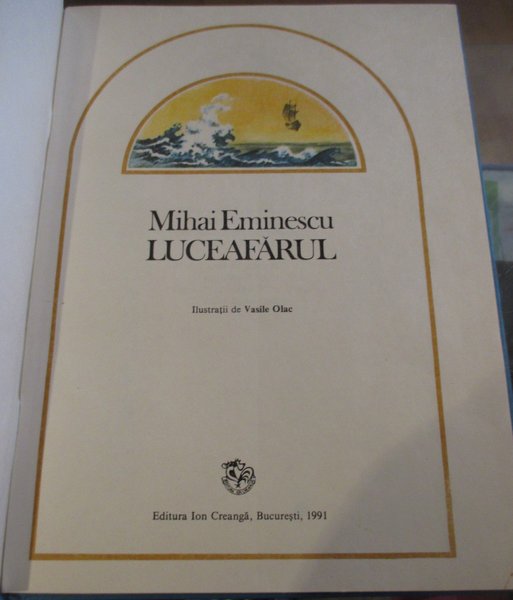 Mihai Eminescu
LUCEAFĂRUL
Ilustrații de Vasile Olac
Editura Ion Creangă, București, 1991